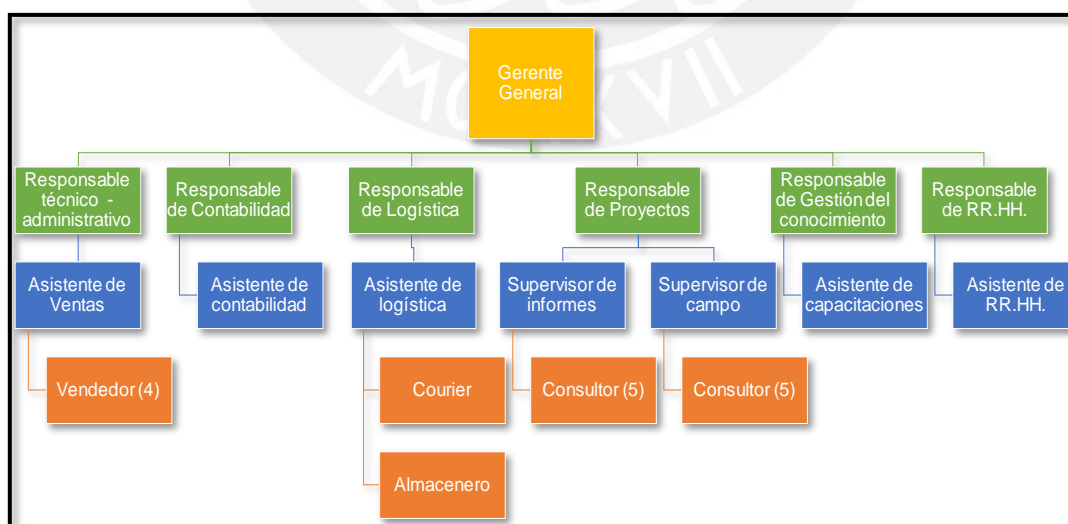 Gerente
General
MCMXVII
Responsable
técnico -
administrativo
Responsable
de Contabilidad
Responsable
de Logística
Responsable
de Proyectos
Responsable
de Gestión del
conocimiento
Responsable
de RR.HH.
Asistente de
Ventas
Asistente de
contabilidad
Asistente de
logística
Supervisor de
informes
Supervisor de
campo
Asistente de
capacitaciones
Asistente de
RR.HH.
Vendedor (4)
Courier
Consultor (5)
Consultor (5)
Almacenero